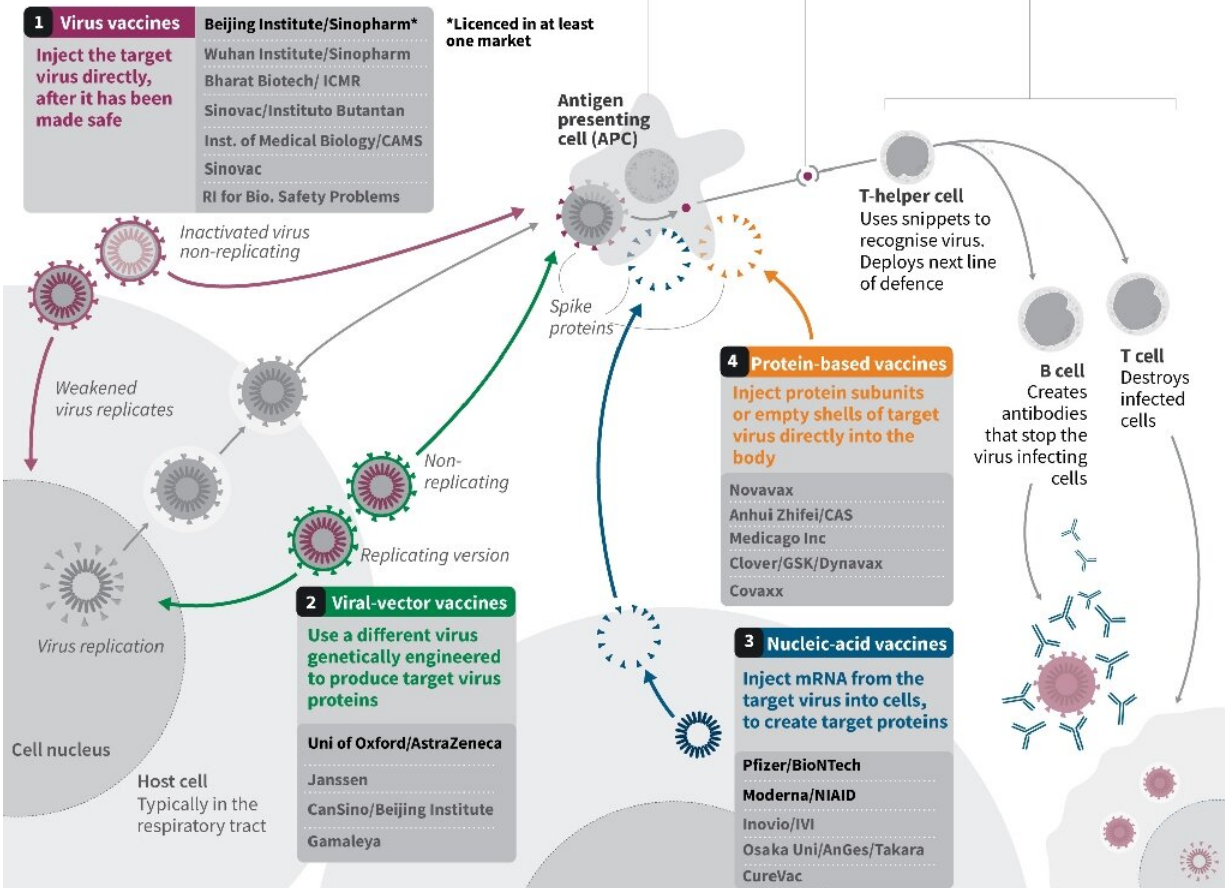 1 Virus vaccines
Inject the target
virus directly,
after it has been
made safe
Beijing Institute/Sinopharm*
Wuhan Institute/Sinopharm
Bharat Biotech/ ICMR
Sinovac/Instituto Butantan
Inst. of Medical Biology/CAMS
Sinovac
RI for Bio. Safety Problems
*Licenced in at least
one market
Antigen
presenting
cell (APC)
T-helper cell
Uses snippets to
recognise virus.
Deploys next line
of defence
Inactivated virus
non-replicating
Spike
proteins
Weakened
virus replicates
B cell
Creates
antibodies
that stop the
virus infecting
cells
T cell
Destroys
infected
cells
4 Protein-based vaccines
Inject protein subunits
or empty shells of target
virus directly into the
body
Novavax
Anhui Zhifei/CAS
Medicago Inc
Clover/GSK/Dynavax
Covaxx
Non-
replicating
Replicating version
Virus replication
Cell nucleus
Host cell
Typically in the
respiratory tract
2 Viral-vector vaccines
Use a different virus
genetically engineered
to produce target virus
proteins
Uni of Oxford/AstraZeneca
Janssen
CanSino/Beijing Institute
Gamaleya
3 Nucleic-acid vaccines
Inject mRNA from the
target virus into cells,
to create target proteins
Pfizer/BioNTech
Moderna/NIAID
Inovio/IVI
Osaka Uni/AnGes/Takara
CureVac